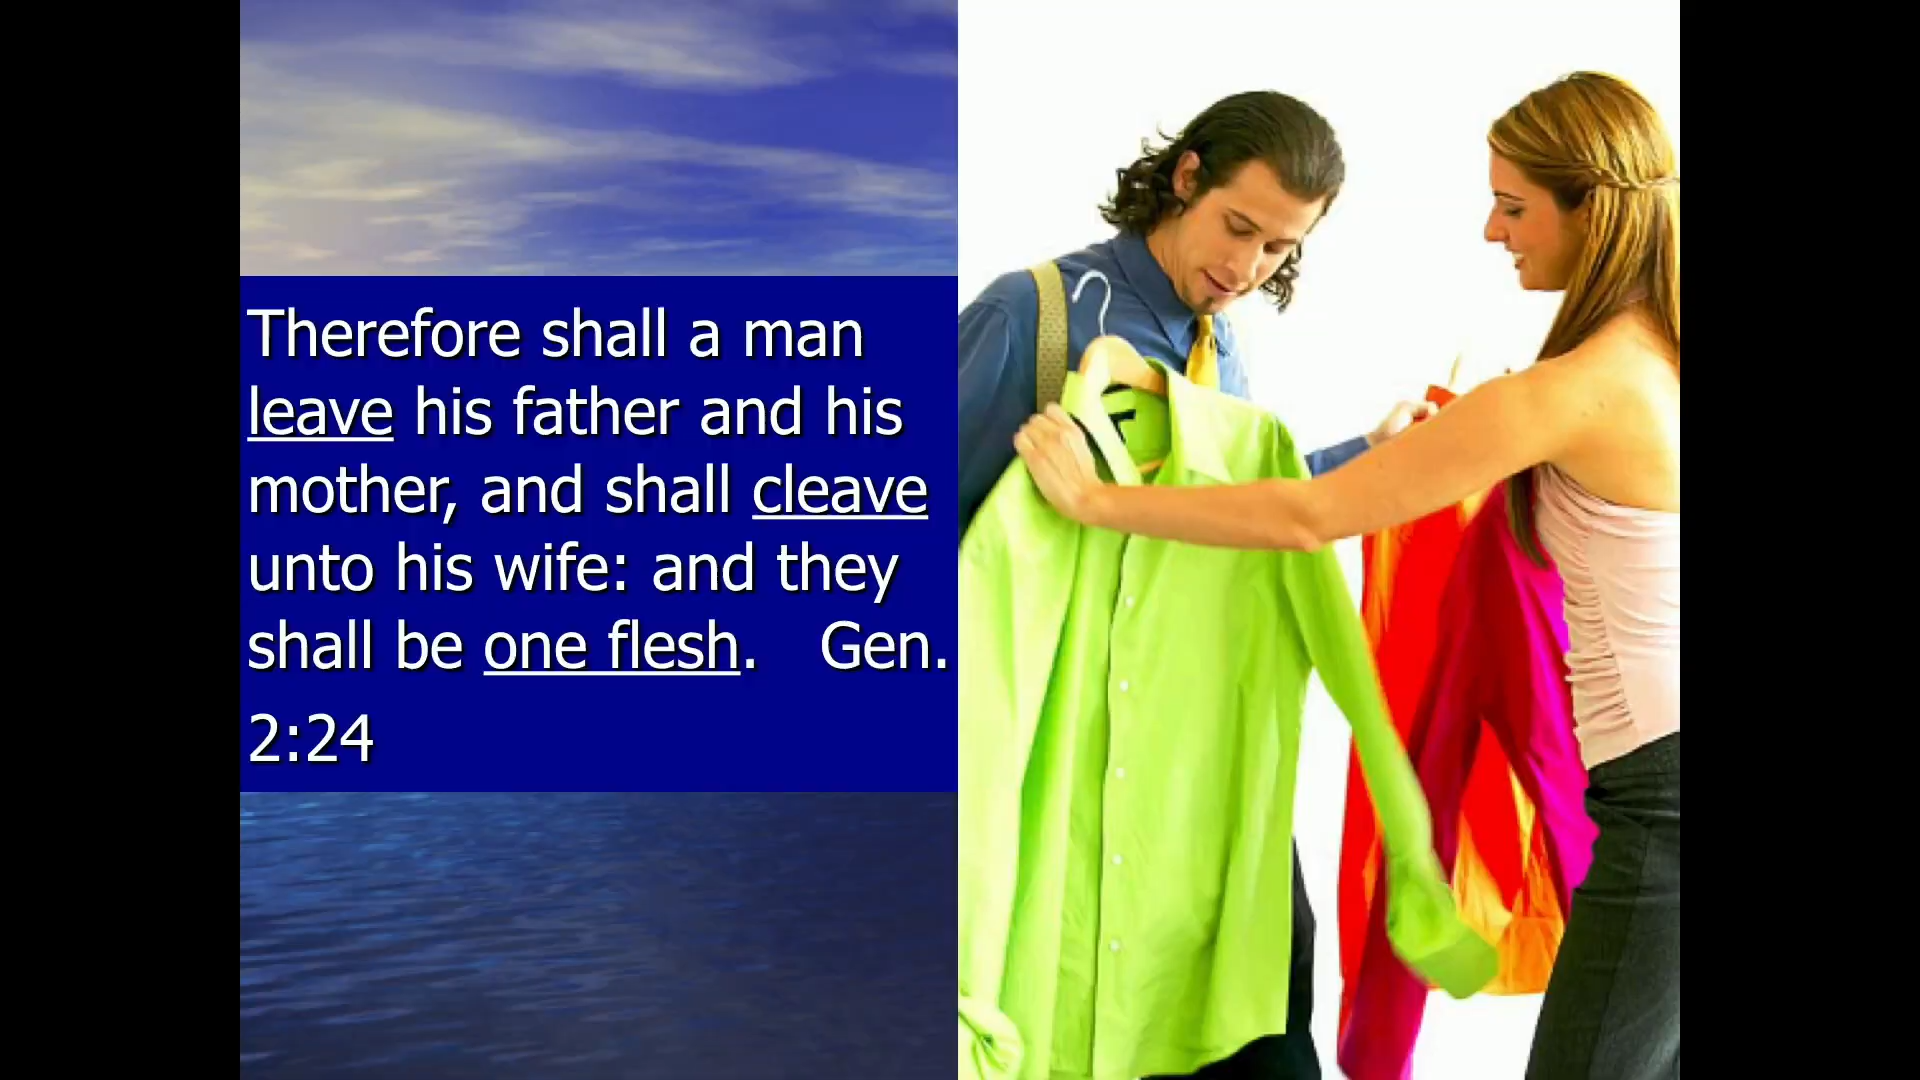 Therefore shall a man
leave his father and his
mother, and shall cleave
unto his wife: and they
shall be one flesh.   Gen.
2:24